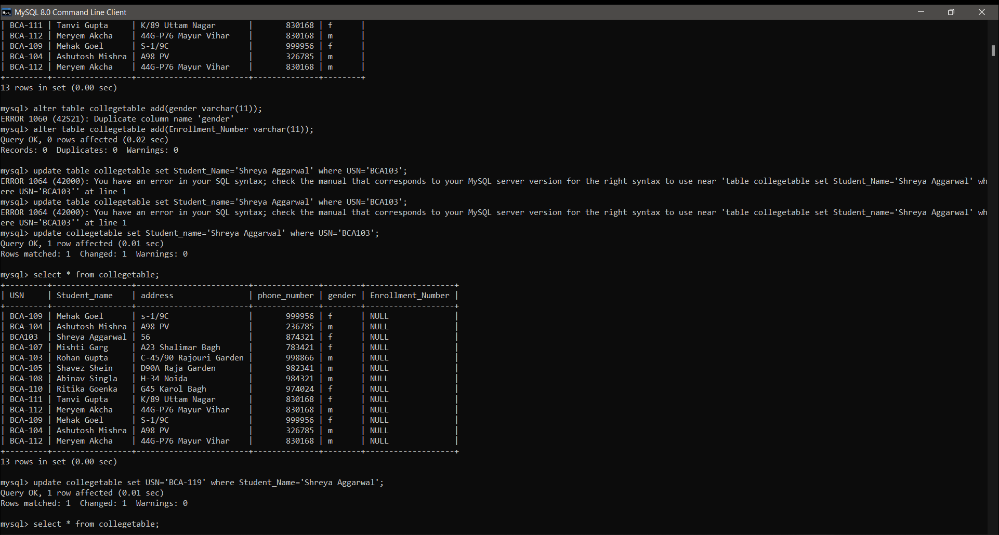 MySQL 8.0 Command Line Client
| BCA-111 | Tanvi Gupta     | K/89 Uttam Nagar       |       830168 | f      |
| BCA-112 | Meryem Akcha    | 44G-P76 Mayur Vihar    |       830168 | m      |
| BCA-109 | Mehak Goel      | S-1/9C                 |       999956 | f      |
| BCA-104 | Ashutosh Mishra | A98 PV                 |       326785 | m      |
| BCA-112 | Meryem Akcha    | 44G-P76 Mayur Vihar    |       830168 | m      |
+---------+-----------------+------------------------+--------------+--------+
13 rows in set (0.00 sec)
mysql> alter table collegetable add(gender varchar(11));
ERROR 1060 (42S21): Duplicate column name 'gender'
mysql> alter table collegetable add(Enrollment_Number varchar(11));
Query OK, 0 rows affected (0.02 sec)
Records: 0  Duplicates: 0  Warnings: 0
mysql> update table collegetable set Student_Name='Shreya Aggarwal' where USN='BCA103';
ERROR 1064 (42000): You have an error in your SQL syntax; check the manual that corresponds to your MySQL server version for the right syntax to use near 'table collegetable set Student_Name='Shreya Aggarwal' wh
ere USN='BCA103'' at line 1
mysql> update table collegetable set Student_name='Shreya Aggarwal' where USN='BCA103';
ERROR 1064 (42000): You have an error in your SQL syntax; check the manual that corresponds to your MySQL server version for the right syntax to use near 'table collegetable set Student_name='Shreya Aggarwal' wh
ere USN='BCA103'' at line 1
mysql> update collegetable set Student_name='Shreya Aggarwal' where USN='BCA103';
Query OK, 1 row affected (0.01 sec)
Rows matched: 1  Changed: 1  Warnings: 0
mysql> select * from collegetable;
+---------+-----------------+------------------------+--------------+--------+-------------------+
| USN     | Student_name    | address                | phone_number | gender | Enrollment_Number |
+---------+-----------------+------------------------+--------------+--------+-------------------+
| BCA-109 | Mehak Goel      | s-1/9C                 |       999956 | f      | NULL              |
| BCA-104 | Ashutosh Mishra | A98 PV                 |       236785 | m      | NULL              |
| BCA103  | Shreya Aggarwal | 56                     |       874321 | f      | NULL              |
| BCA-107 | Mishti Garg     | A23 Shalimar Bagh      |       783421 | f      | NULL              |
| BCA-103 | Rohan Gupta     | C-45/90 Rajouri Garden |       998866 | m      | NULL              |
| BCA-105 | Shavez Shein    | D90A Raja Garden       |       982341 | m      | NULL              |
| BCA-108 | Abinav Singla   | H-34 Noida             |       984321 | m      | NULL              |
| BCA-110 | Ritika Goenka   | G45 Karol Bagh         |       974024 | f      | NULL              |
| BCA-111 | Tanvi Gupta     | K/89 Uttam Nagar       |       830168 | f      | NULL              |
| BCA-112 | Meryem Akcha    | 44G-P76 Mayur Vihar    |       830168 | m      | NULL              |
| BCA-109 | Mehak Goel      | S-1/9C                 |       999956 | f      | NULL              |
| BCA-104 | Ashutosh Mishra | A98 PV                 |       326785 | m      | NULL              |
| BCA-112 | Meryem Akcha    | 44G-P76 Mayur Vihar    |       830168 | m      | NULL              |
+---------+-----------------+------------------------+--------------+--------+-------------------+
13 rows in set (0.00 sec)
mysql> update collegetable set USN='BCA-119' where Student_Name='Shreya Aggarwal';
Query OK, 1 row affected (0.01 sec)
Rows matched: 1  Changed: 1  Warnings: 0
mysql> select * from collegetable;